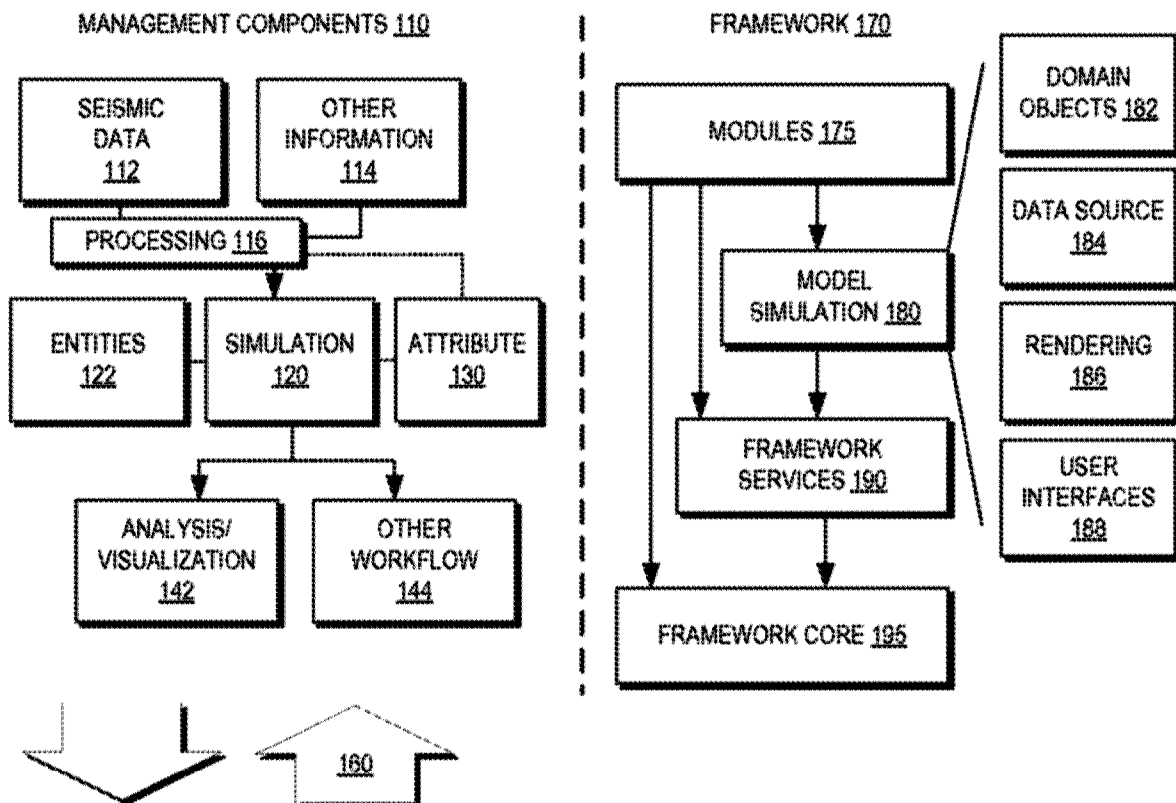 MANAGEMENT COMPONENTS 110
SEISMIC
DATA
112
OTHER
INFORMATION
114
PROCESSING 116
ENTITIES
122
SIMULATION
120
ATTRIBUTE
130
ANALYSIS/
VISUALIZATION
142
OTHER
WORKFLOW
144
160
FRAMEWORK 170
MODULES 175
MODEL
SIMULATION 180
FRAMEWORK
SERVICES 190
FRAMEWORK CORE 195
DOMAIN
OBJECTS 182
DATA SOURCE
184
RENDERING
186
USER
INTERFACES
188